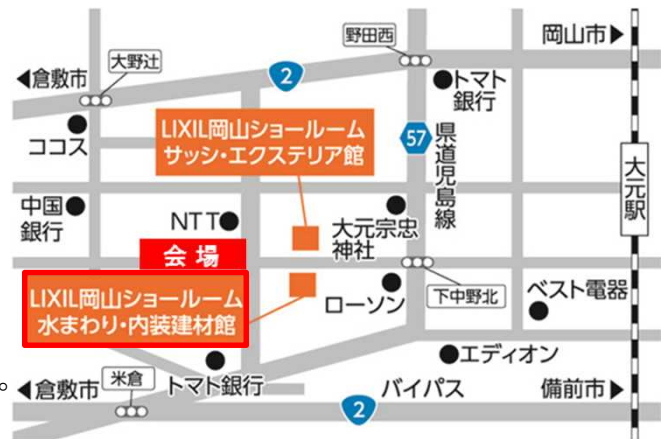 野田西
岡山市▶
大野辻
◀倉敷市
2
トマト
銀行
ココス
LIXIL岡山ショールーム
サッシ・エクステリア館
57
県道児島線
大元駅
中国
銀行
NTT
大元宗忠
神社
会場
LIXIL岡山ショールーム
水まわり・内装建材館
ローソン
下中野北
ベスト電器
エディオン
。
◀倉敷市
米倉
トマト銀行
バイパス
2
備前市▶